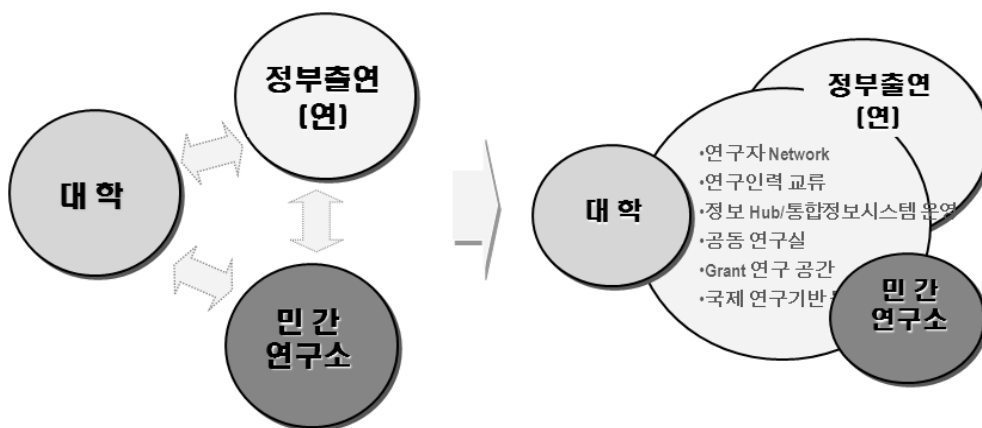 정부출연
(연)
대 학
민 간
연구소
정부출연
(연)
•연구자 Network
•연구인력 교류
•정보 Hub/통합정보시스템 운영
대 학
•공동 연구실
•Grant 연구 공간
•국제 연구기반
민 간
연구소